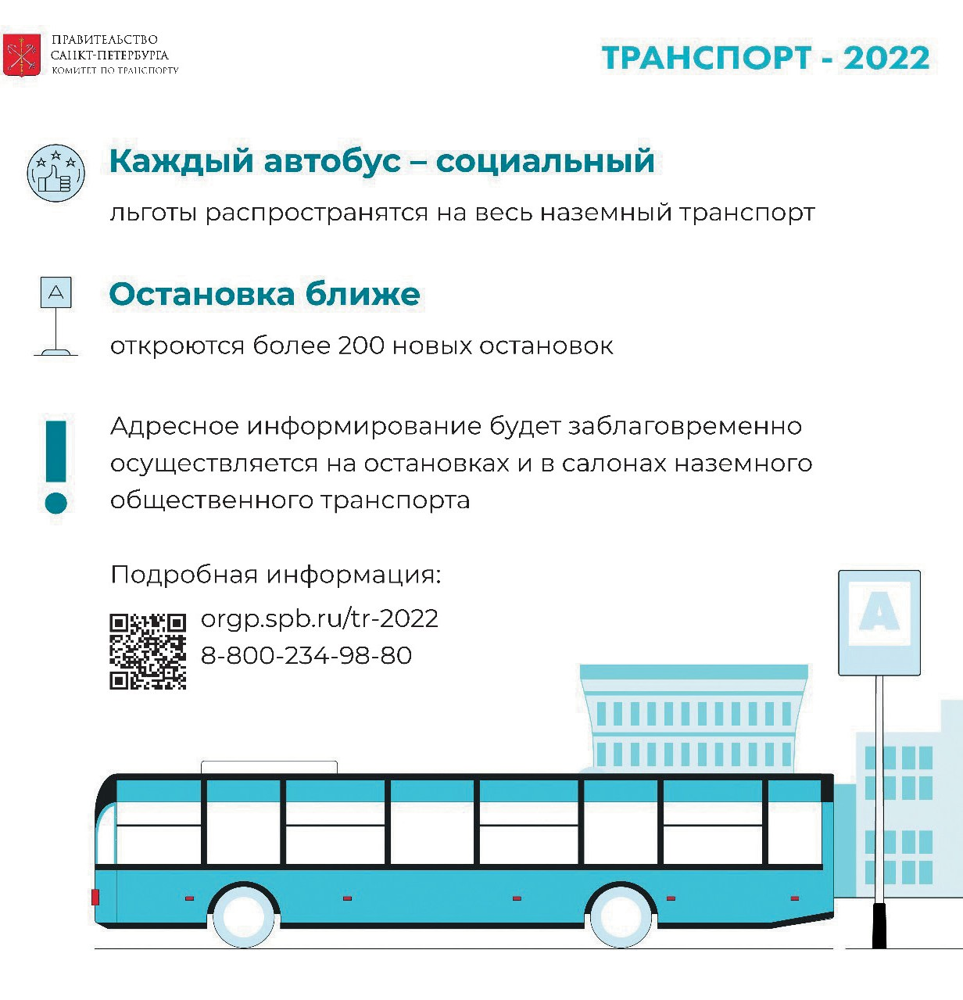 ПРАВИТЕЛЬСТВО
САНКТ-ПЕТЕРБУРГА
КОМИТЕТ ПО ТРАНСПОРТУ
ТРАНСПОРТ - 2022
Каждый автобус – социальный
льготы распространятся на весь наземный транспорт
А
Остановка ближе
откроются более 200 новых остановок
Адресное информирование будет заблаговременно
осуществляется на остановках и в салонах наземного
общественного транспорта
Подробная информация:
orgp.spb.ru/tr-2022
8-800-234-98-80
А